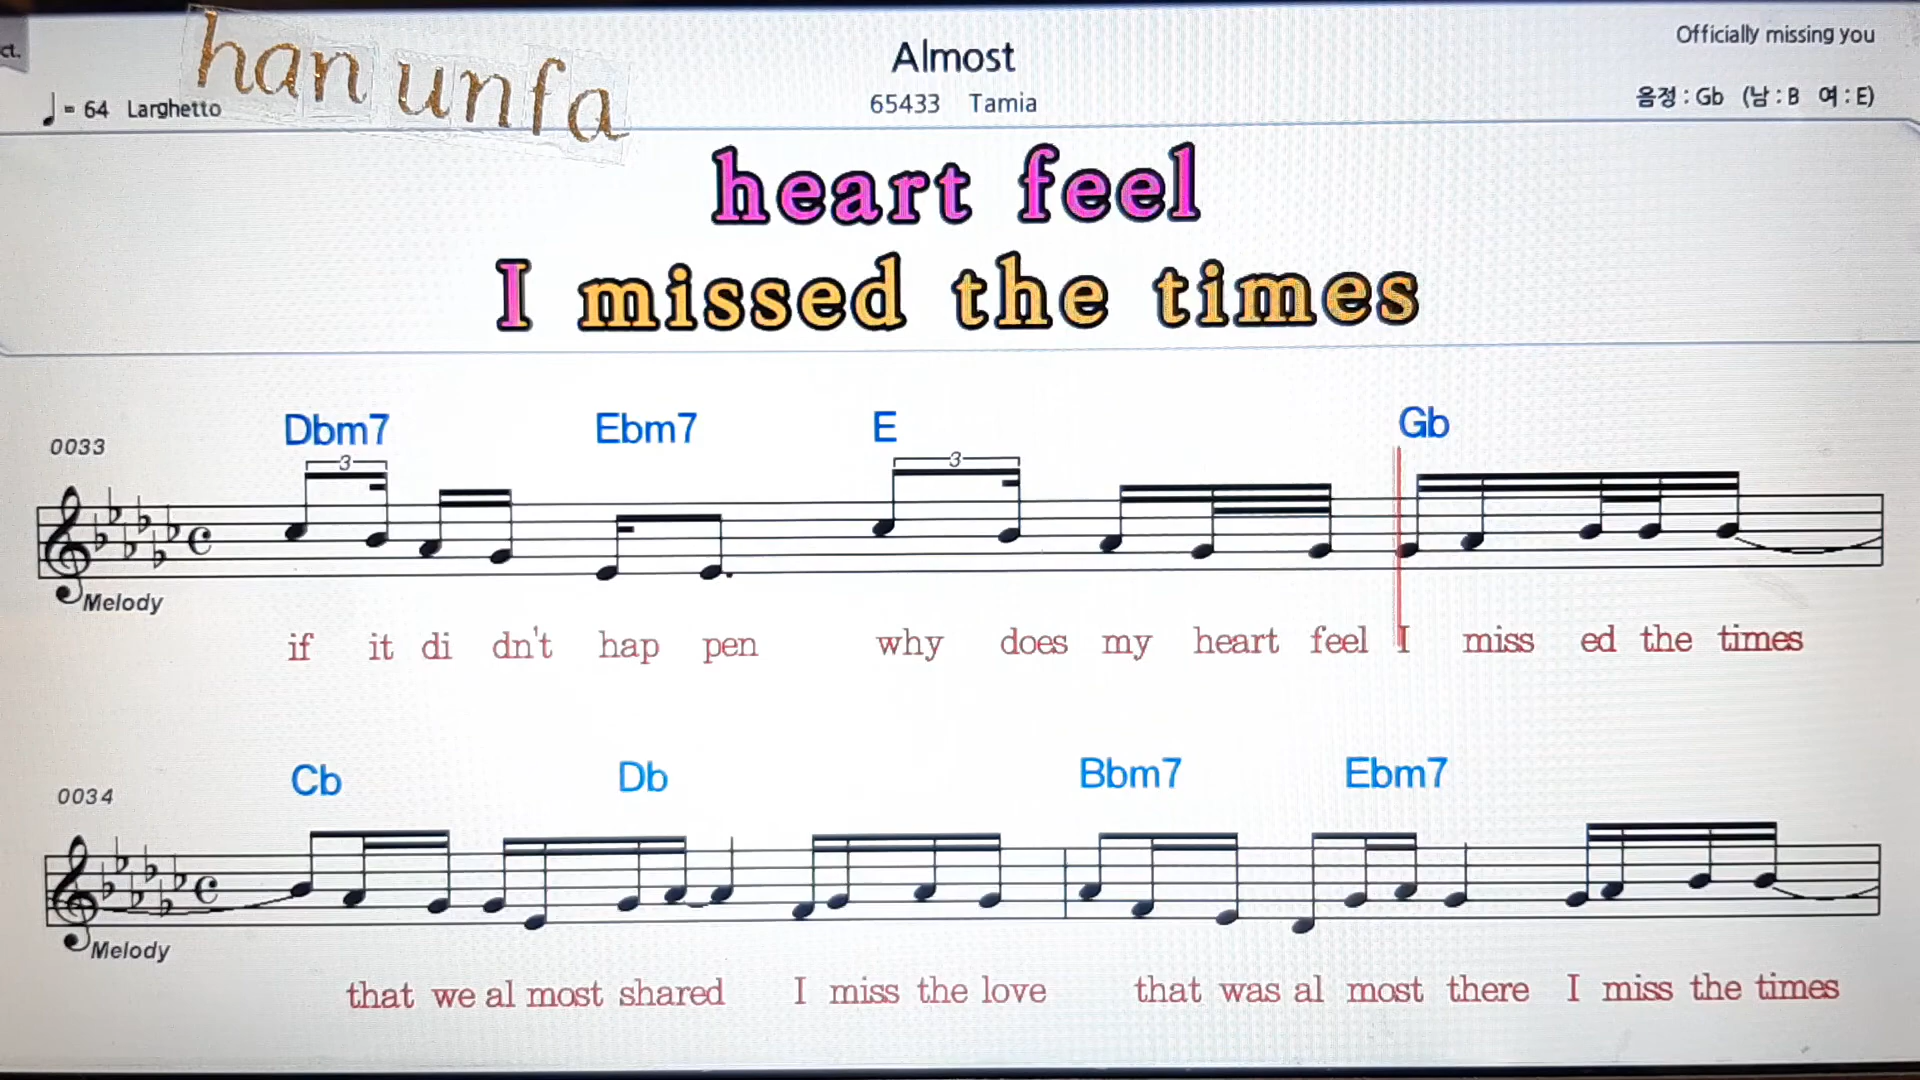 ct.
han unfa
Almost
Officially missing you
= 64 Larghetto
65433 Tamia
음정 : Gb (남 : B 여 : E)
heart feel
I missed the times
Dbm7 Ebm7 E Gb
0033
3 3
Melody
if it di dn't hap pen why does my heart feel I miss ed the times
Cb Db Bbm7 Ebm7
0034
Melody
that we al most shared I miss the love that was al most there I miss the times